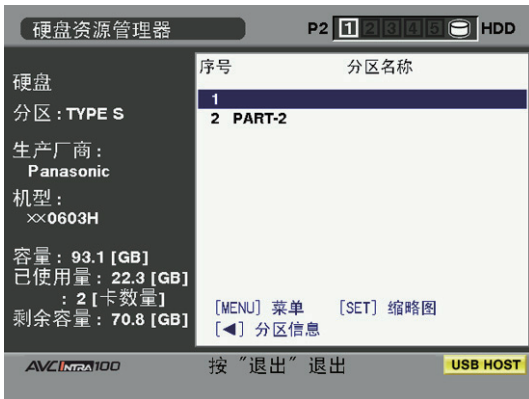 硬盘资源管理器
P2 1 2 3 4 5 HDD
硬盘
分区 : TYPE S
生产厂商 :
Panasonic
机型 :
××0603H
容量 : 93.1 [GB]
已使用量 : 22.3 [GB]
: 2 [卡数量]
剩余容量 : 70.8 [GB]
序号 分区名称
1
2 PART-2
[MENU] 菜单 [SET] 缩略图
[◀] 分区信息
AVC INTRA 100
按 "退出" 退出
USB HOST